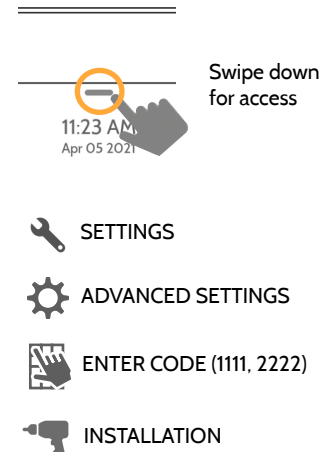 Swipe down
for access
11:23 AM
Apr 05 2021
SETTINGS
ADVANCED SETTINGS
ENTER CODE (1111, 2222)
INSTALLATION